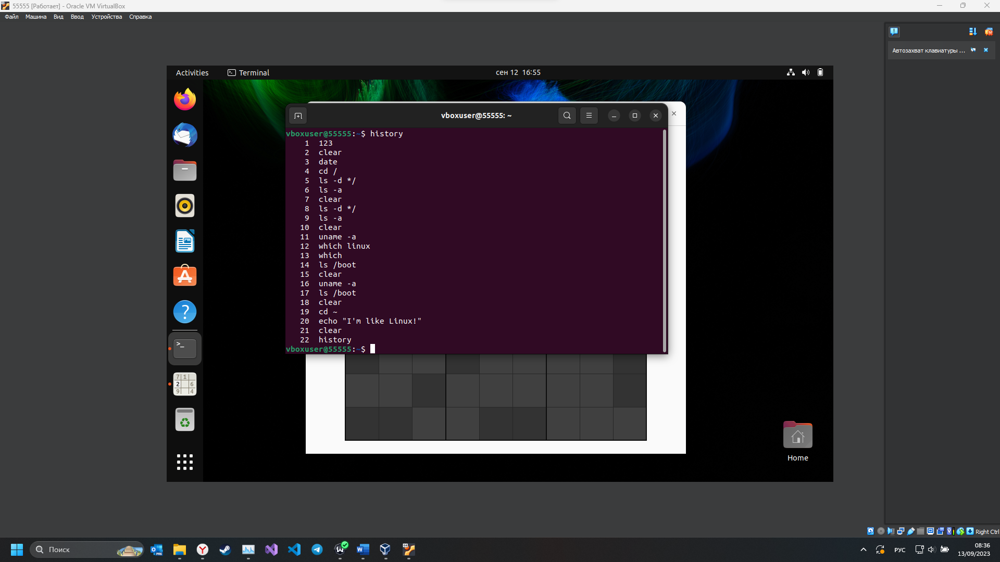 55555 [Работает] - Oracle VM VirtualBox
Файл Машина Вид Ввод Устройства Справка
Автозахват клавиатуры ...
Activities Terminal сен 12 16:55
vboxuser@55555: ~
vboxuser@55555:~$ history
1 123
2 clear
3 date
4 cd /
5 ls -d */
6 ls -a
7 clear
8 ls -d */
9 ls -a
10 clear
11 uname -a
12 which linux
13 which
14 ls /boot
15 clear
16 uname -a
17 ls /boot
18 clear
19 cd ~
20 echo "I'm like Linux!"
21 clear
22 history
vboxuser@55555:~$
7 1
2 6
9 4
Home
Right Ctrl
Поиск
PRE
РУС
08:36
13/09/2023